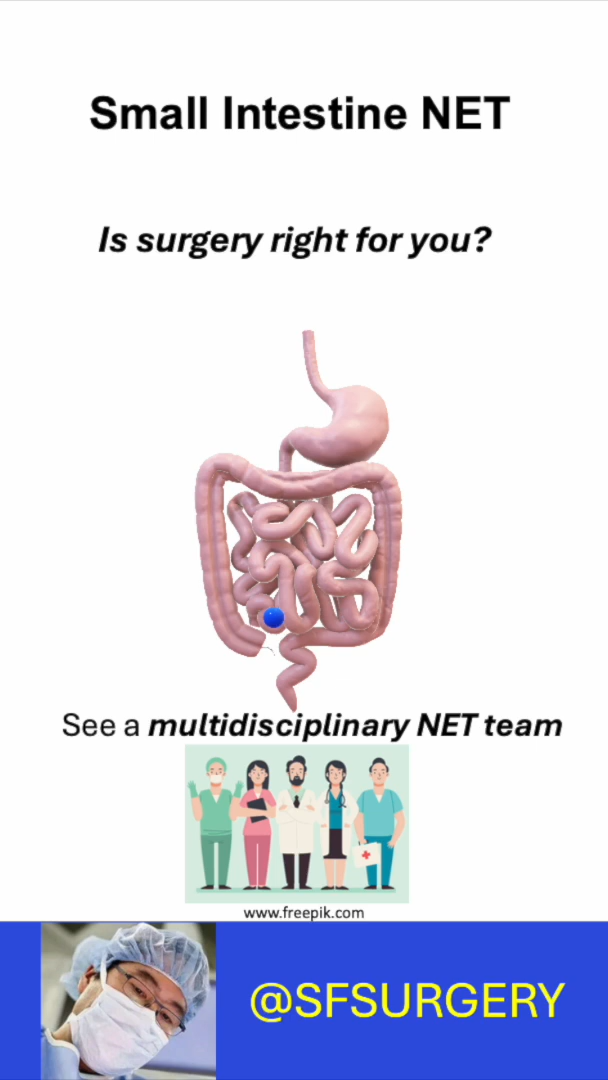 Small Intestine NET
Is surgery right for you?
See a multidisciplinary NET team
www.freepik.com
@SFSURGERY